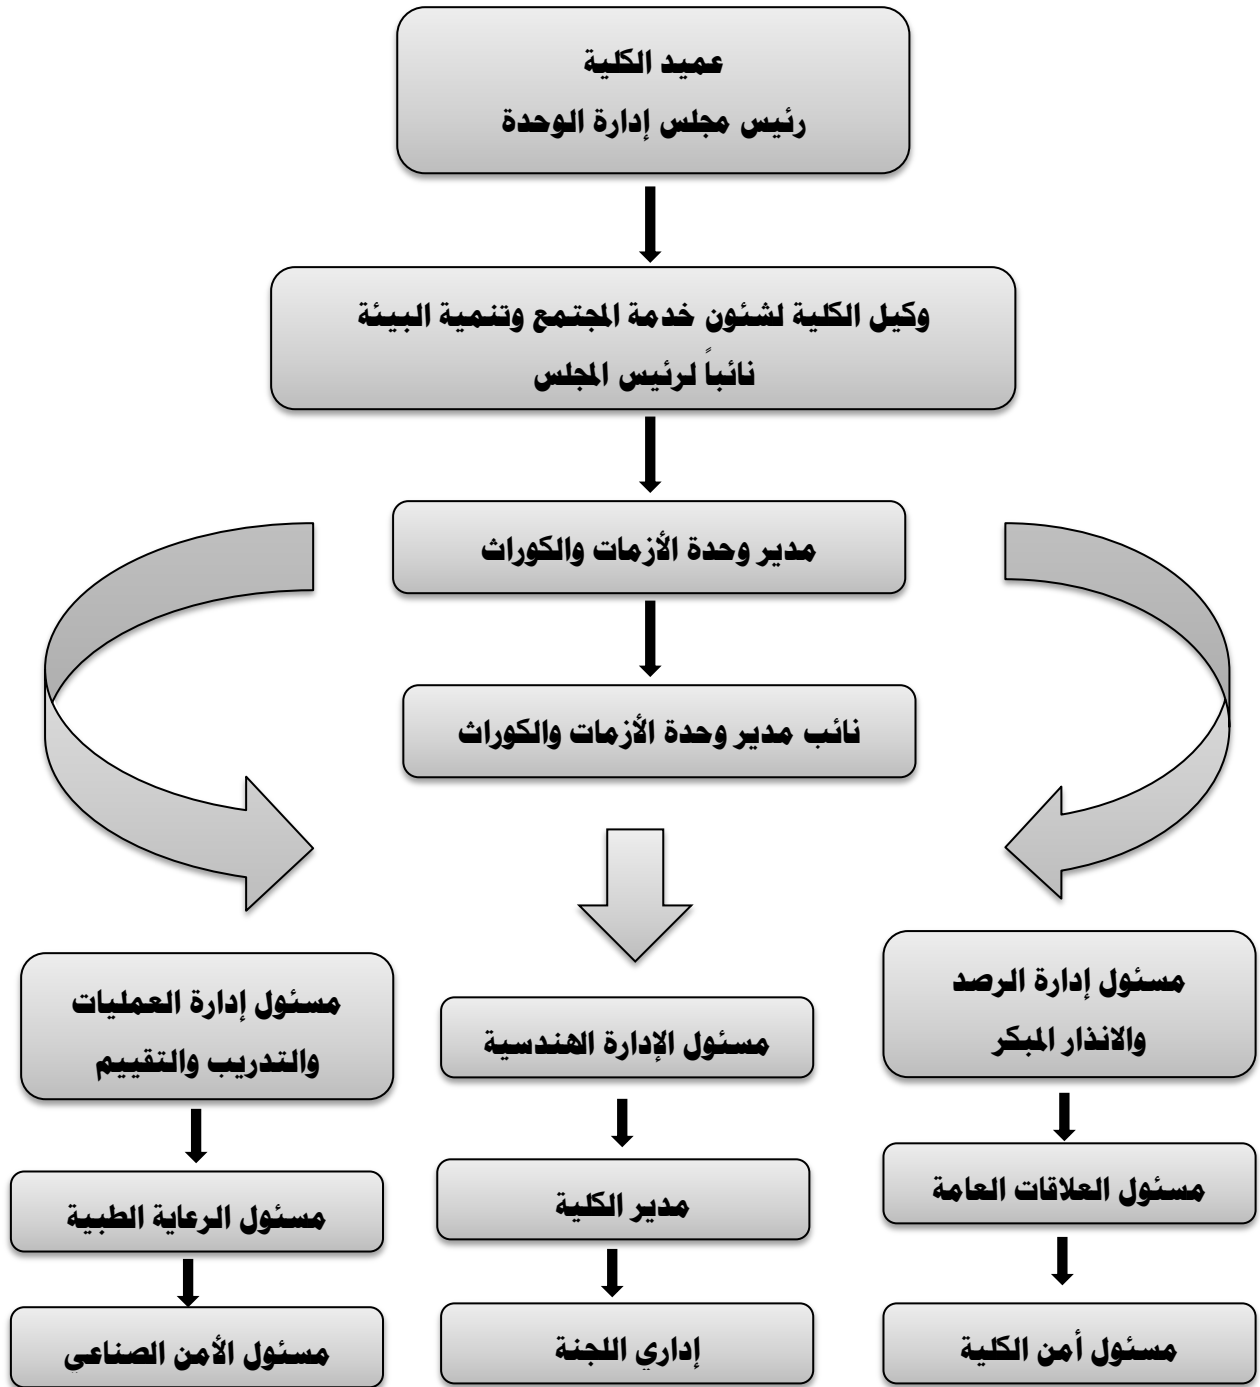 عميد الكلية
رئيس مجلس إدارة الوحدة
وكيل الكلية لشئون خدمة المجتمع وتنمية البيئة
نائباً لرئيس المجلس
مدير وحدة الأزمات والكوراث
نائب مدير وحدة الأزمات والكوراث
مسئول إدارة الرصد
والانذار المبكر
مسئول العلاقات العامة
مسئول أمن الكلية
مسئول الإدارة الهندسية
مدير الكلية
إداري اللجنة
مسئول إدارة العمليات
والتدريب والتقييم
مسئول الرعاية الطبية
مسئول الأمن الصناعي